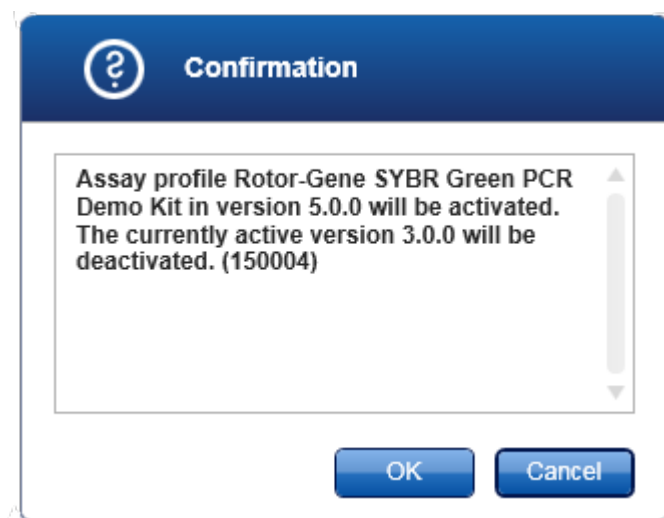 Confirmation
Assay profile Rotor-Gene SYBR Green PCR
Demo Kit in version 5.0.0 will be activated.
The currently active version 3.0.0 will be
deactivated. (150004)
OK
Cancel